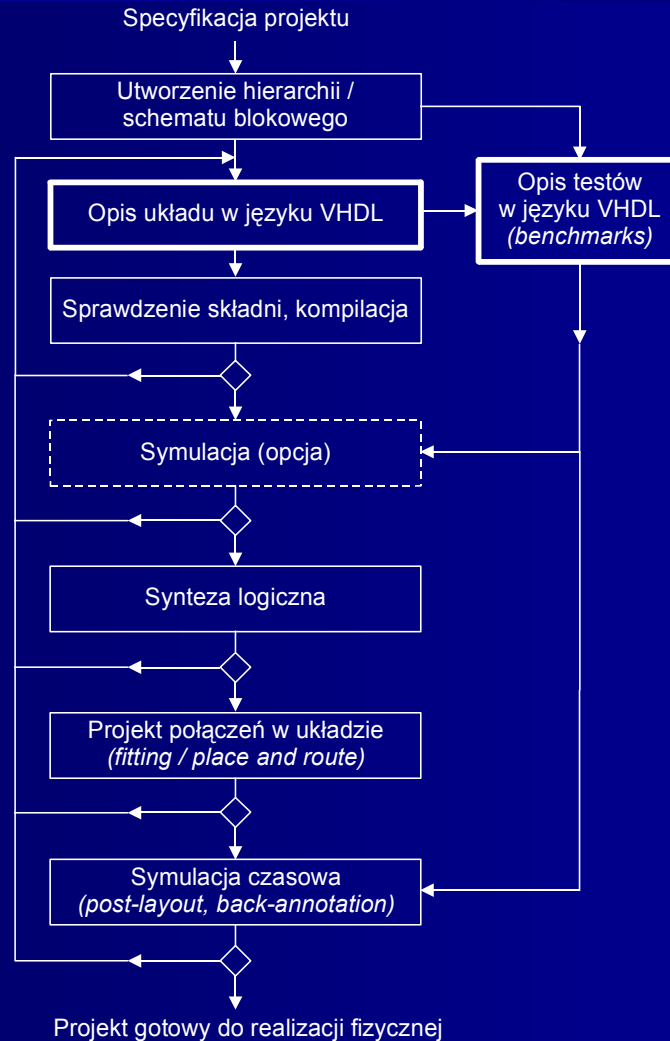 Specyfikacja projektu
Utworzenie hierarchii /
schematu blokowego
Opis układu w języku VHDL
Opis testów
w języku VHDL
(benchmarks)
Sprawdzenie składni, kompilacja
Symulacja (opcja)
Synteza logiczna
Projekt połączeń w układzie
(fitting / place and route)
Symulacja czasowa
(post-layout, back-annotation)
Projekt gotowy do realizacji fizycznej